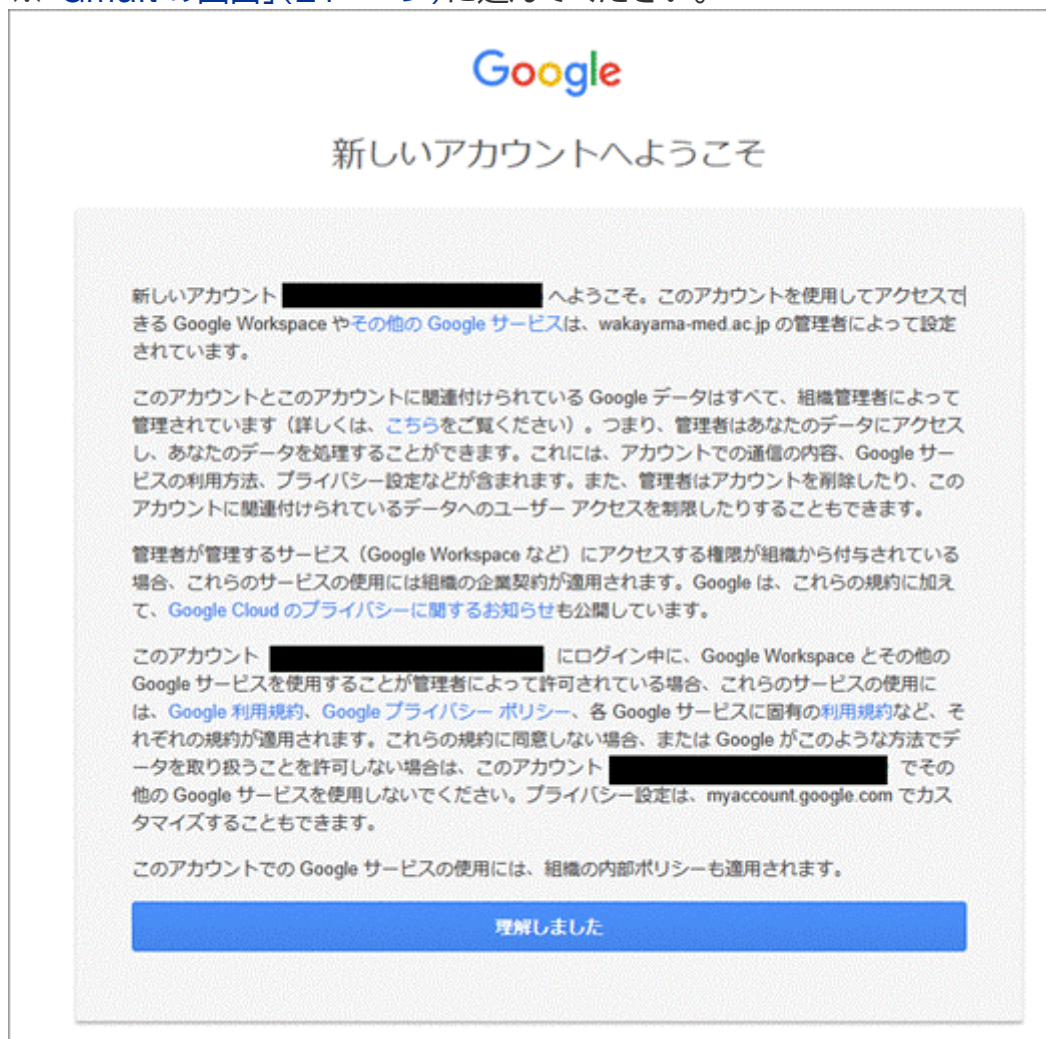 Google
新しいアカウントへようこそ
新しいアカウント へようこそ。このアカウントを使用してアクセスで
きる Google Workspace やその他の Google サービスは、wakayama-med.ac.jp の管理者によって設定
されています。
このアカウントとこのアカウントに関連付けられている Google データはすべて、組織管理者によって
管理されています（詳しくは、こちらをご覧ください）。つまり、管理者はあなたのデータにアクセス
し、あなたのデータを処理することができます。これには、アカウントでの通信の内容、Google サー
ビスの利用方法、プライバシー設定などが含まれます。また、管理者はアカウントを削除したり、この
アカウントに関連付けられているデータへのユーザー アクセスを制限したりすることもできます。
管理者が管理するサービス（Google Workspace など）にアクセスする権限が組織から付与されている
場合、これらのサービスの使用には組織の企業契約が適用されます。Google は、これらの規約に加え
て、Google Cloud のプライバシーに関するお知らせも公開しています。
このアカウント にログイン中に、Google Workspace とその他の
Google サービスを使用することが管理者によって許可されている場合、これらのサービスの使用に
は、Google 利用規約、Google プライバシー ポリシー、各 Google サービスに固有の利用規約など、そ
れぞれの規約が適用されます。これらの規約に同意しない場合、または Google がこのような方法でデ
ータを取り扱うことを許可しない場合は、このアカウント でその
他の Google サービスを使用しないでください。プライバシー設定は、myaccount.google.com でカス
タマイズすることもできます。
このアカウントでの Google サービスの使用には、組織の内部ポリシーも適用されます。
理解しました